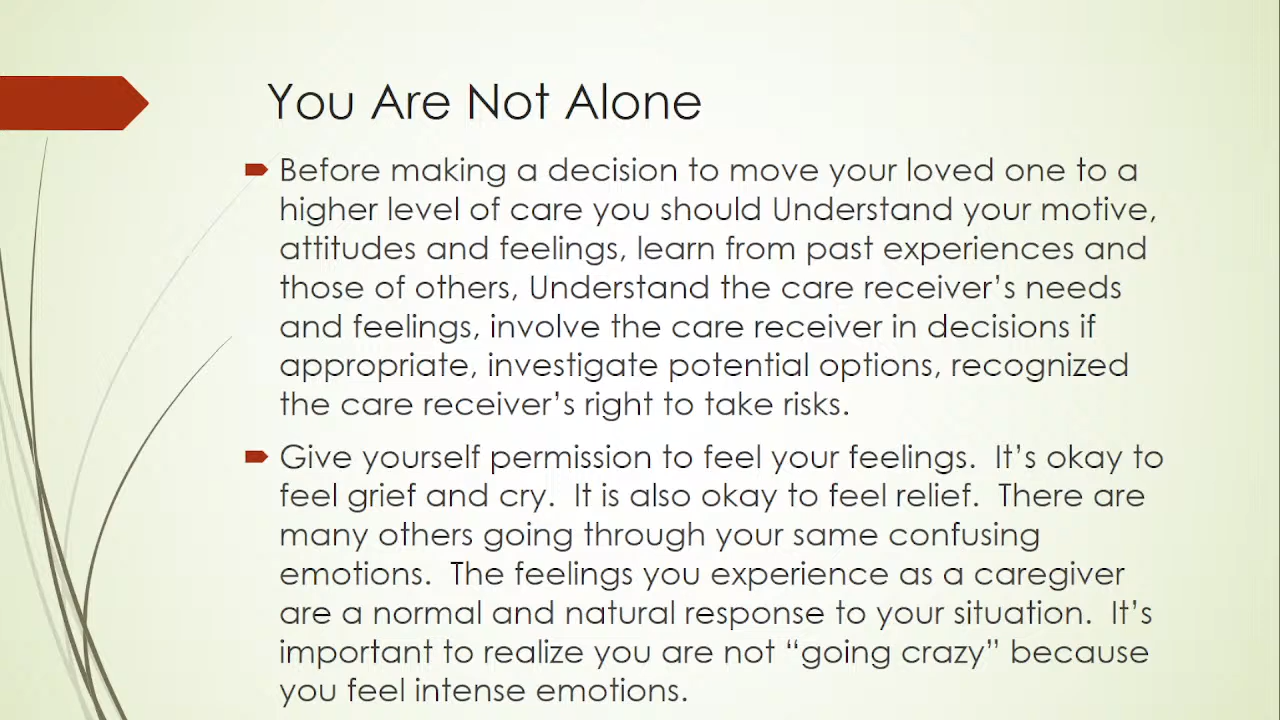 You Are Not Alone
Before making a decision to move your loved one to a
higher level of care you should Understand your motive,
attitudes and feelings, learn from past experiences and
those of others, Understand the care receiver’s needs
and feelings, involve the care receiver in decisions if
appropriate, investigate potential options, recognized
the care receiver’s right to take risks.
Give yourself permission to feel your feelings.  It’s okay to
feel grief and cry.  It is also okay to feel relief.  There are
many others going through your same confusing
emotions.  The feelings you experience as a caregiver
are a normal and natural response to your situation.  It’s
important to realize you are not “going crazy” because
you feel intense emotions.